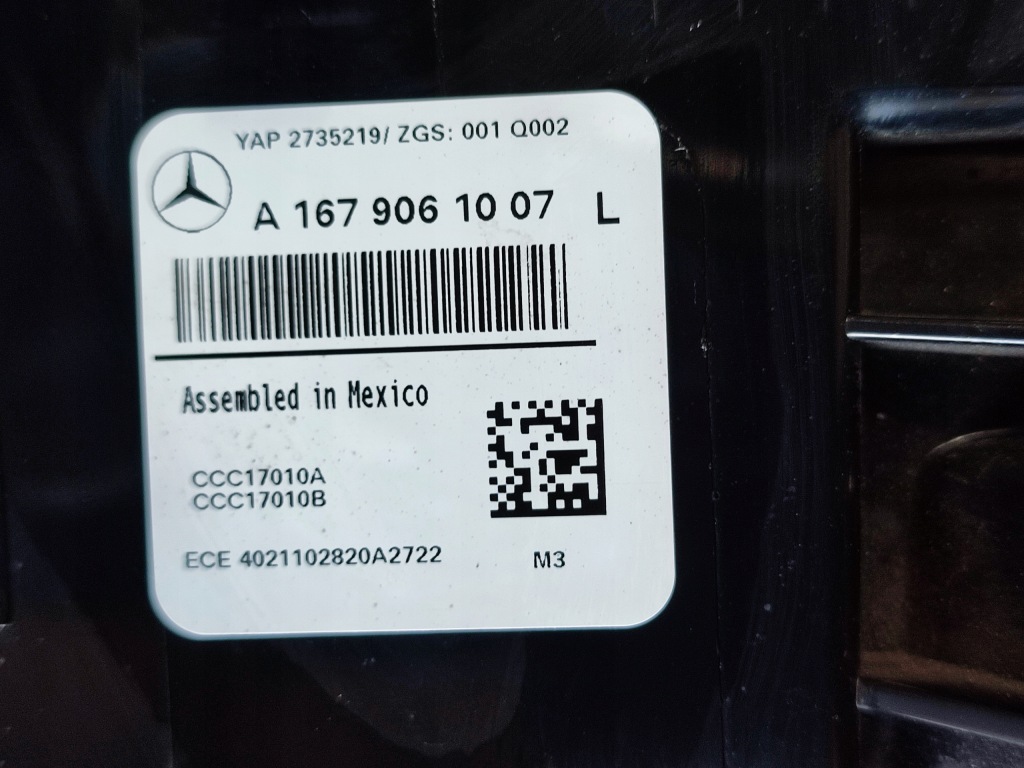 YAP 2735219/ ZGS: 001 Q002
A 167 906 10 07 L
Assembled in Mexico
CCC17010A
CCC17010B
ECE 4021102820A2722 M3